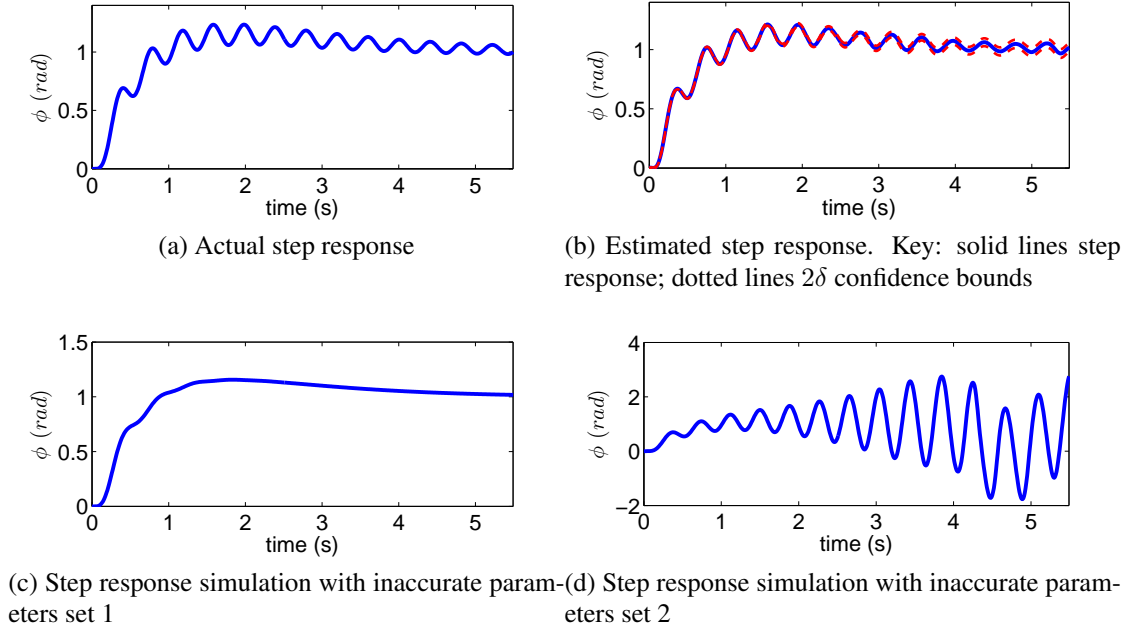 1
0.5
0
ϕ (rad)
0 1 2 3 4 5
time (s)
(a) Actual step response
1
0.5
0
ϕ (rad)
0 1 2 3 4 5
time (s)
(b) Estimated step response. Key: solid lines step
response; dotted lines 2δ confidence bounds
1.5
1
0.5
0
ϕ (rad)
0 1 2 3 4 5
time (s)
(c) Step response simulation with inaccurate param-
eters set 1
4
2
0
−2
ϕ (rad)
0 1 2 3 4 5
time (s)
(d) Step response simulation with inaccurate param-
eters set 2